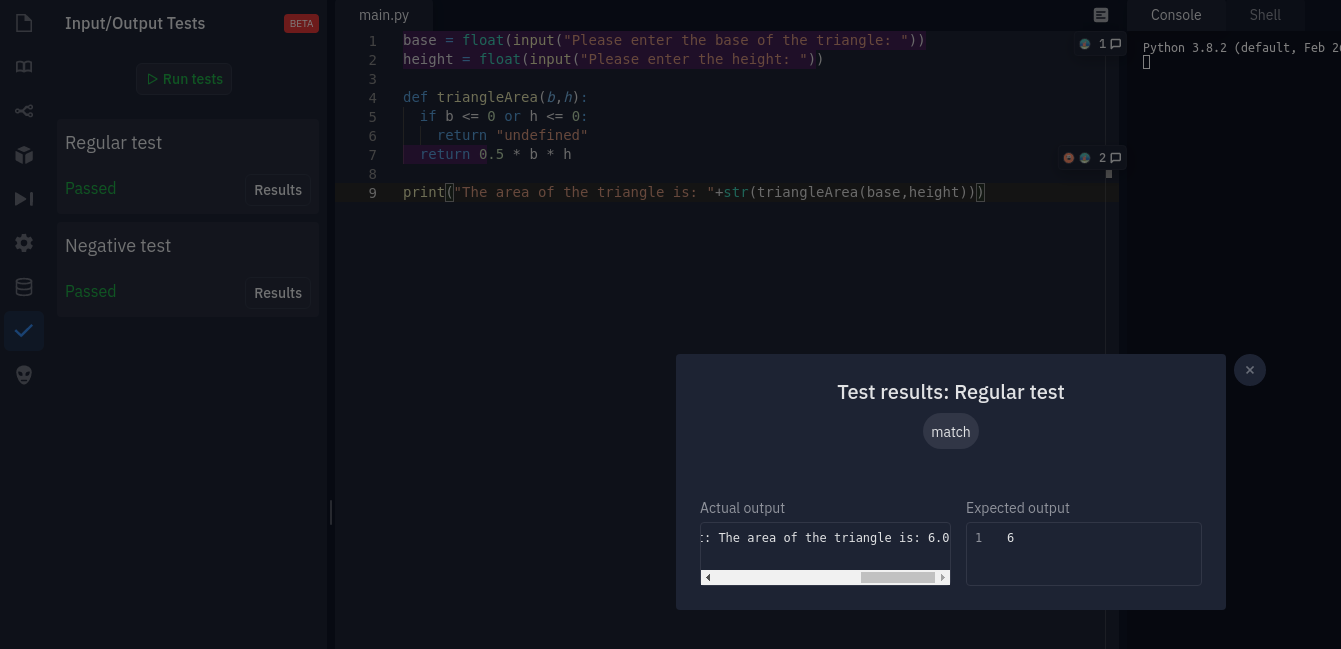 Input/Output Tests
BETA
Run tests
Regular test
Passed
Results
Negative test
Passed
Results
main.py
1 base = float(input("Please enter the base of the triangle: "))
2 height = float(input("Please enter the height: "))
3
4 def triangleArea(b,h):
5 if b <= 0 or h <= 0:
6 return "undefined"
7 return 0.5 * b * h
8
9 print("The area of the triangle is: "+str(triangleArea(base,height)))
1
2
Console
Shell
Python 3.8.2 (default, Feb 2
Test results: Regular test
match
Actual output
: The area of the triangle is: 6.0
Expected output
1 6